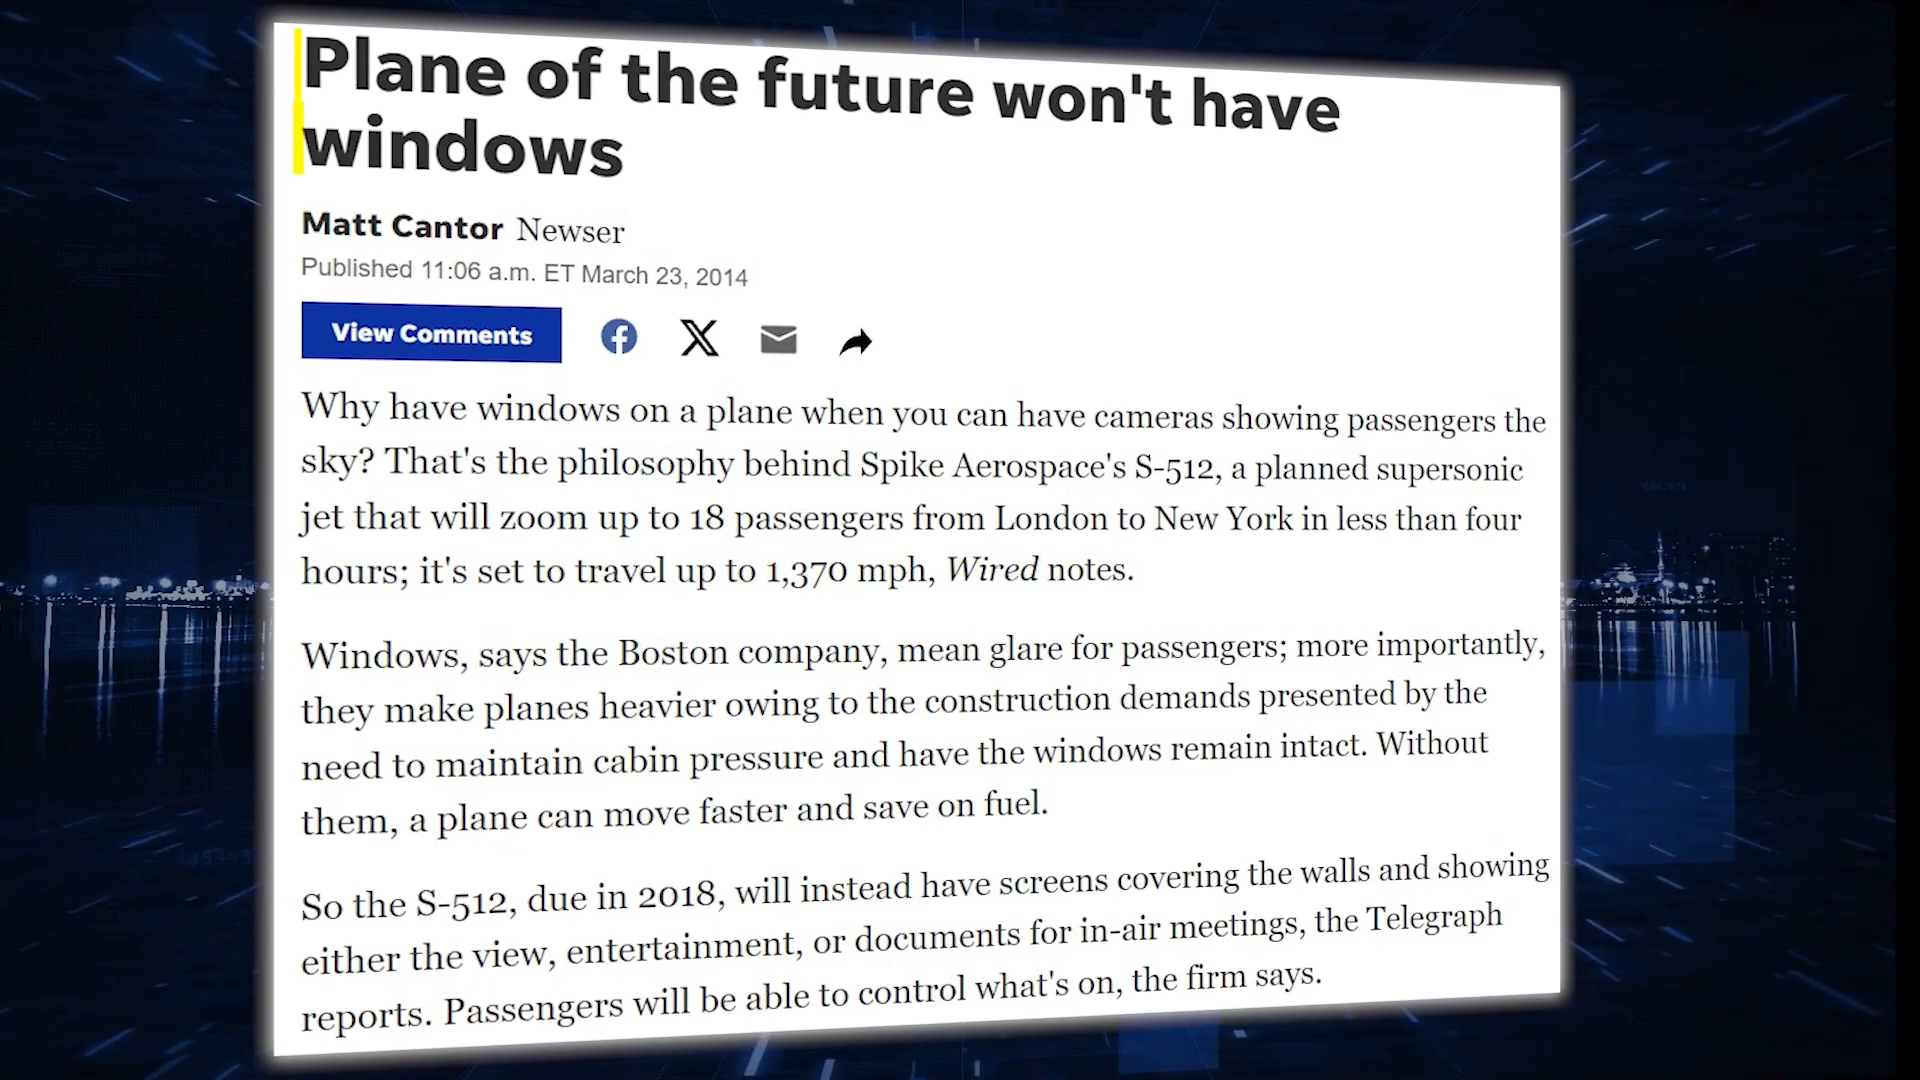 Plane of the future won't have
windows
Matt Cantor Newser
Published 11:06 a.m. ET March 23, 2014
View Comments
Why have windows on a plane when you can have cameras showing passengers the
sky? That's the philosophy behind Spike Aerospace's S-512, a planned supersonic
jet that will zoom up to 18 passengers from London to New York in less than four
hours; it's set to travel up to 1,370 mph, Wired notes.
Windows, says the Boston company, mean glare for passengers; more importantly,
they make planes heavier owing to the construction demands presented by the
need to maintain cabin pressure and have the windows remain intact. Without
them, a plane can move faster and save on fuel.
So the S-512, due in 2018, will instead have screens covering the walls and showing
either the view, entertainment, or documents for in-air meetings, the Telegraph
reports. Passengers will be able to control what's on, the firm says.